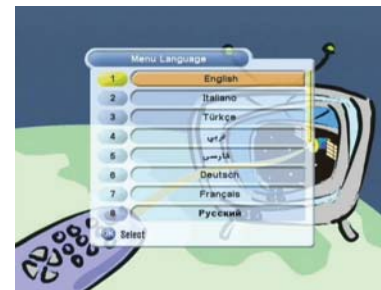 Menu Language
1 English
2 Italiano
3 Türkçe
4 عربي
5 فارسی
6 Deutsch
7 Français
8 Русский
Select